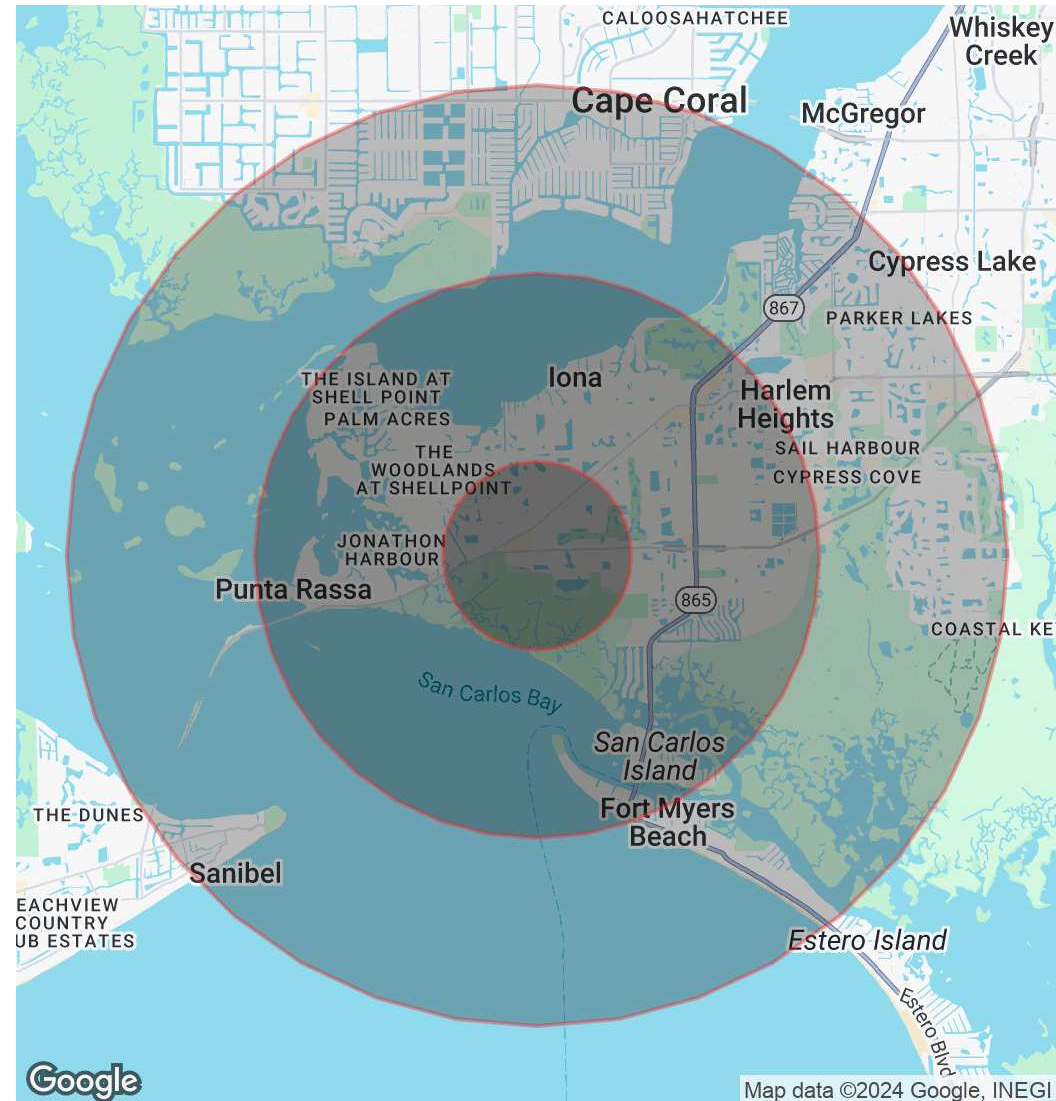 CALOOSAHATCHEE
Whiskey
Creek
Cape Coral
McGregor
Cypress Lake
867
PARKER LAKES
THE ISLAND AT
SHELL POINT
PALM ACRES
Iona
Harlem
Heights
THE
WOODLANDS
AT SHELLPOINT
SAIL HARBOUR
CYPRESS COVE
JONATHON
HARBOUR
Punta Rassa
865
COASTAL KE
San Carlos Bay
San Carlos
Island
THE DUNES
Fort Myers
Beach
Sanibel
EACHVIEW
COUNTRY
UB ESTATES
Estero Island
Estero Blvd
Google
Map data ©2024 Google, INEGI